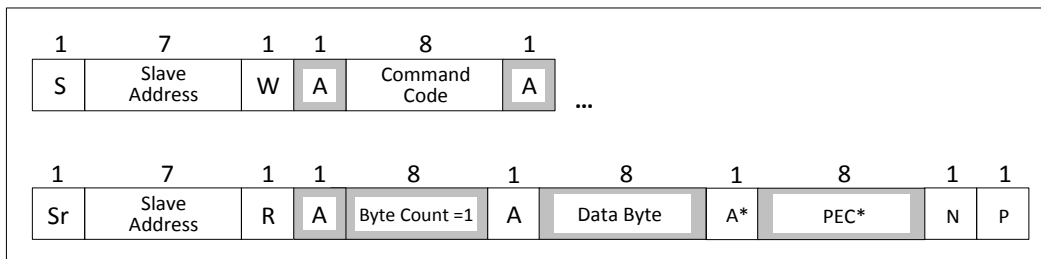 1 7 1 1 8 1
S Slave Address W A Command Code A ...
1 7 1 1 8 1 8 1 8 1 1
Sr Slave Address R A Byte Count =1 A Data Byte A* PEC* N P